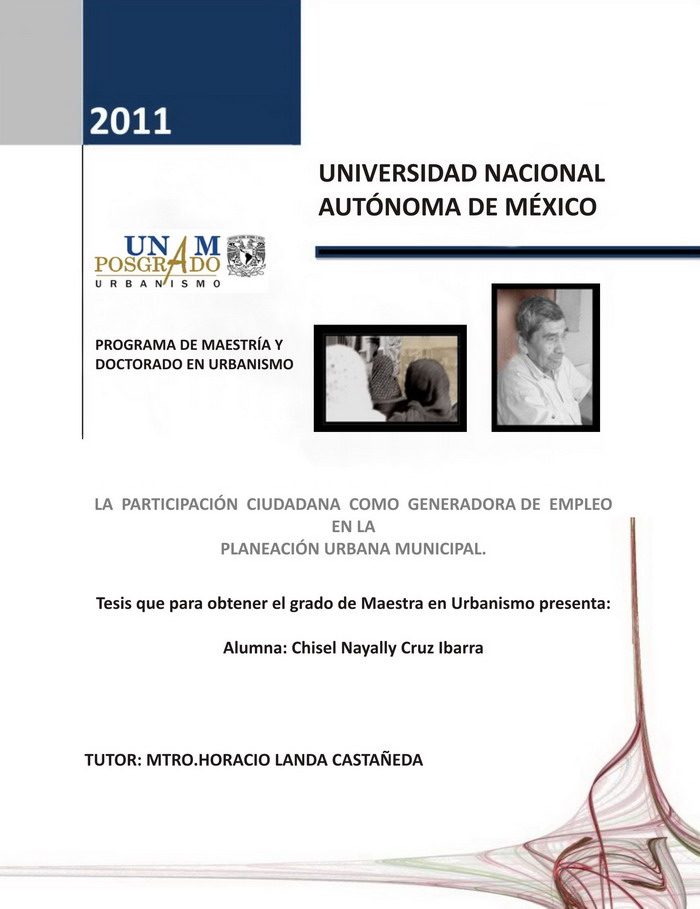 2011
UNIVERSIDAD NACIONAL
AUTÓNOMA DE MÉXICO
UNAM
POSGRADO
URBANISMO
PROGRAMA DE MAESTRÍA Y
DOCTORADO EN URBANISMO
LA PARTICIPACIÓN CIUDADANA COMO GENERADORA DE EMPLEO
EN LA
PLANEACIÓN URBANA MUNICIPAL.
Tesis que para obtener el grado de Maestra en Urbanismo presenta:
Alumna: Chisel Nayally Cruz Ibarra
TUTOR: MTRO.HORACIO LANDA CASTAÑEDA